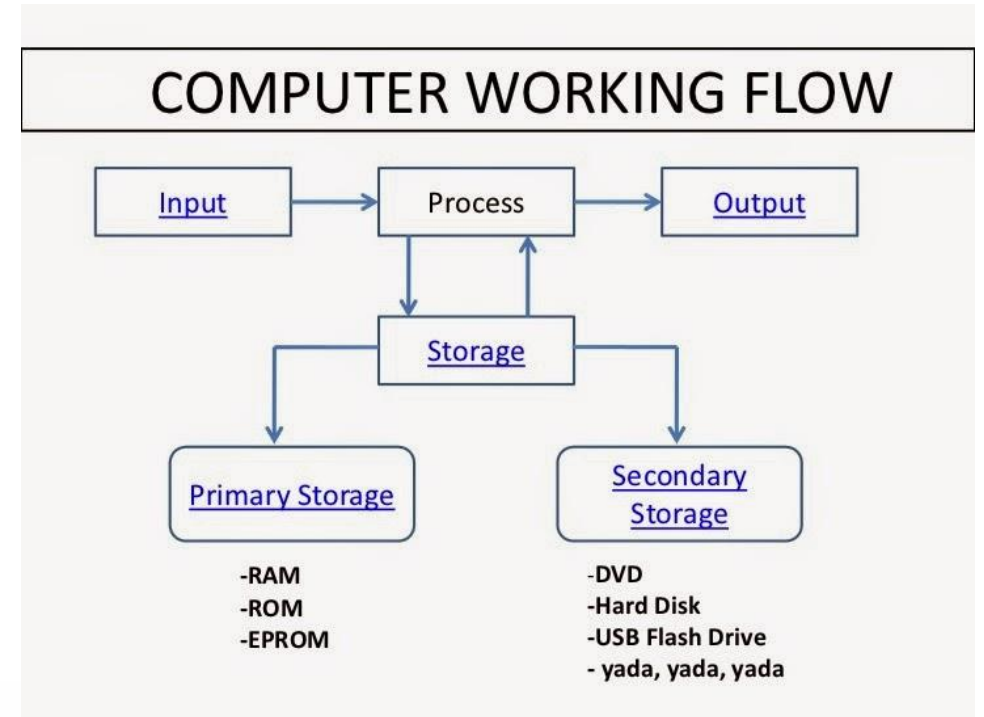 COMPUTER WORKING FLOW
Input
Process
Output
Storage
Primary Storage
Secondary
Storage
-RAM
-ROM
-EPROM
-DVD
-Hard Disk
-USB Flash Drive
- yada, yada, yada